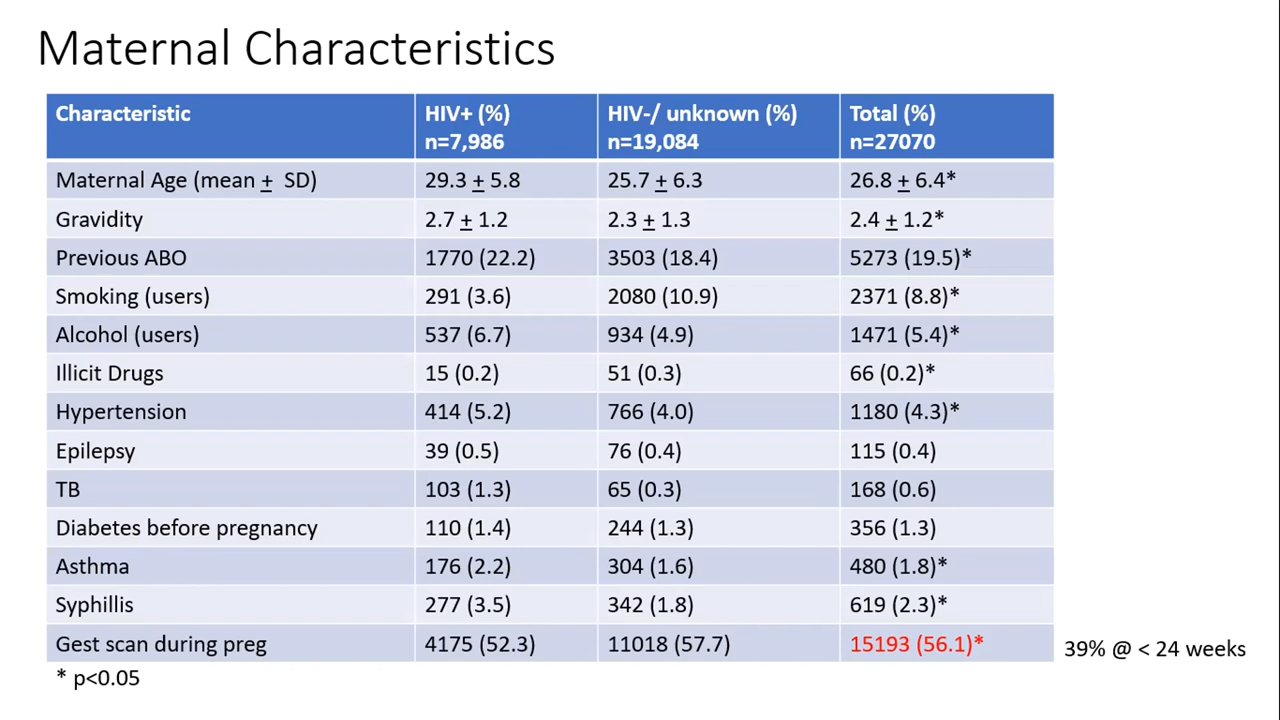 Maternal Characteristics
Characteristic HIV+ (%) HIV-/ unknown (%) Total (%)
n=7,986 n=19,084 n=27070
Maternal Age (mean + SD) 29.3 + 5.8 25.7 + 6.3 26.8 + 6.4*
Gravidity 2.7 + 1.2 2.3 + 1.3 2.4 + 1.2*
Previous ABO 1770 (22.2) 3503 (18.4) 5273 (19.5)*
Smoking (users) 291 (3.6) 2080 (10.9) 2371 (8.8)*
Alcohol (users) 537 (6.7) 934 (4.9) 1471 (5.4)*
Illicit Drugs 15 (0.2) 51 (0.3) 66 (0.2)*
Hypertension 414 (5.2) 766 (4.0) 1180 (4.3)*
Epilepsy 39 (0.5) 76 (0.4) 115 (0.4)
TB 103 (1.3) 65 (0.3) 168 (0.6)
Diabetes before pregnancy 110 (1.4) 244 (1.3) 356 (1.3)
Asthma 176 (2.2) 304 (1.6) 480 (1.8)*
Syphillis 277 (3.5) 342 (1.8) 619 (2.3)*
Gest scan during preg 4175 (52.3) 11018 (57.7) 15193 (56.1)* 39% @ < 24 weeks
* p<0.05